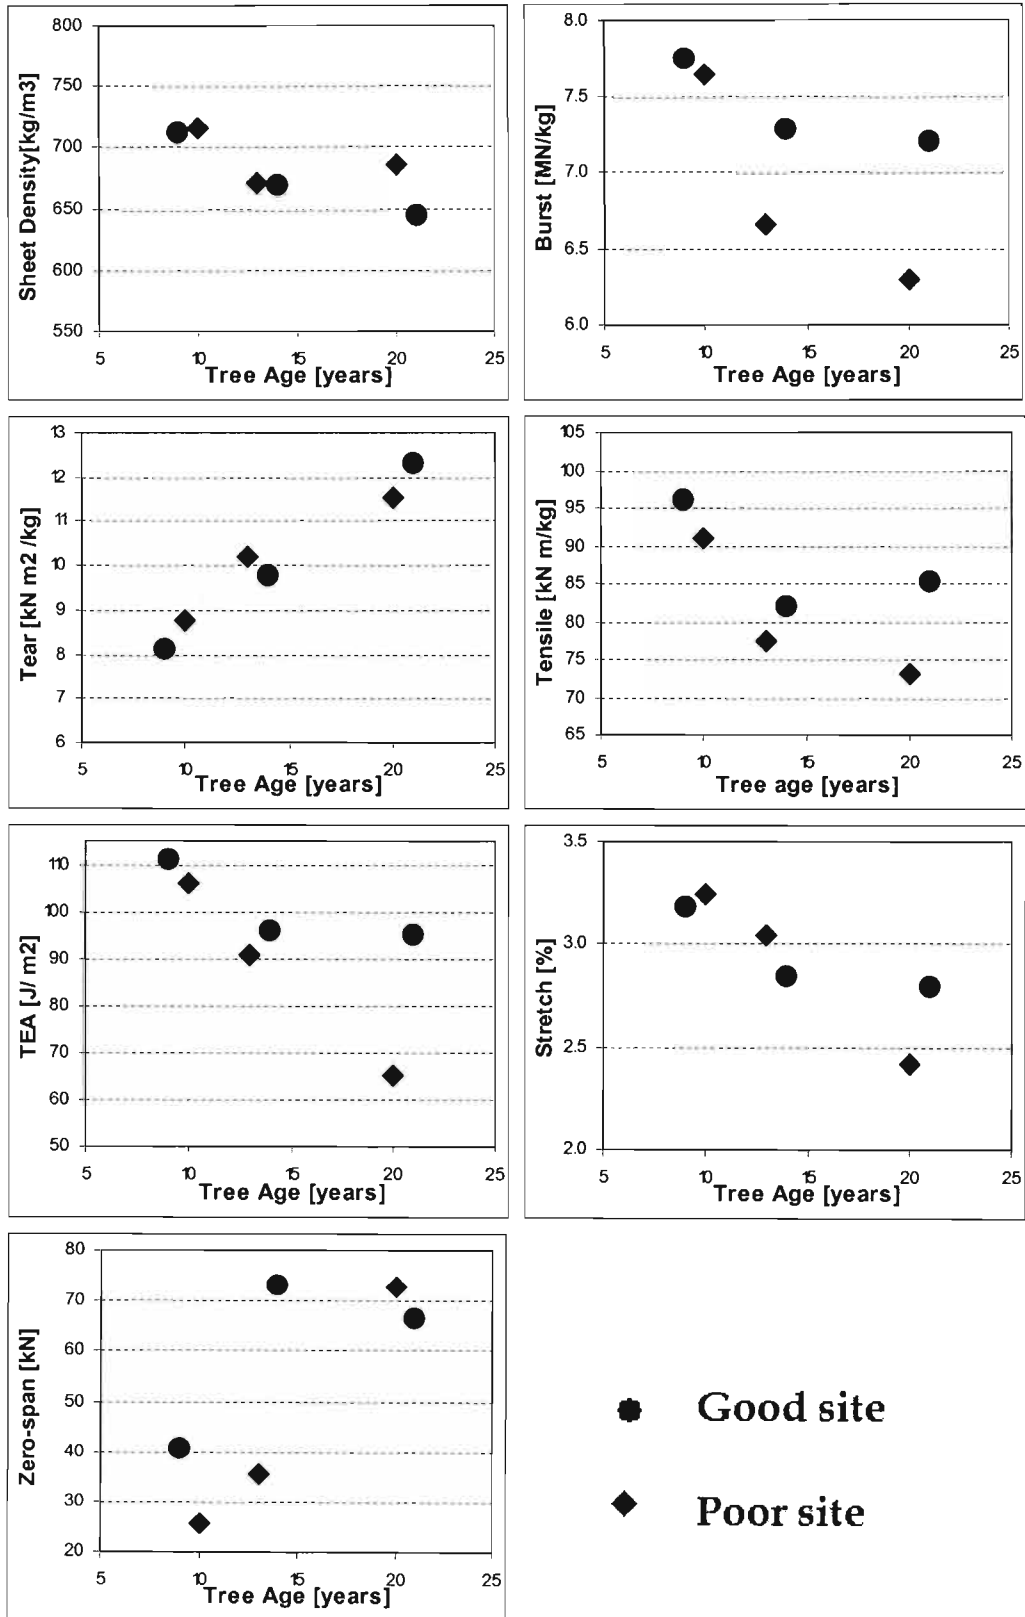 800
750
700
650
600
550
Sheet Density[kg/m3]
5 10 15 20 25
Tree Age [years]
8.0
7.5
7.0
6.5
6.0
Burst [MN/kg]
5 10 15 20 25
Tree Age [years]
13
12
11
10
9
8
7
6
Tear [kN m2 /kg]
5 10 15 20 25
Tree Age [years]
105
100
95
90
85
80
75
70
65
Tensile [kN m/kg]
5 10 15 20 25
Tree age [years]
110
100
90
80
70
60
50
TEA [J/ m2]
5 10 15 20 25
Tree Age [years]
3.5
3.0
2.5
2.0
Stretch [%]
5 10 15 20 25
Tree Age [years]
80
70
60
50
40
30
20
Zero-span [kN]
5 10 15 20 25
Tree Age [years]
Good site
Poor site